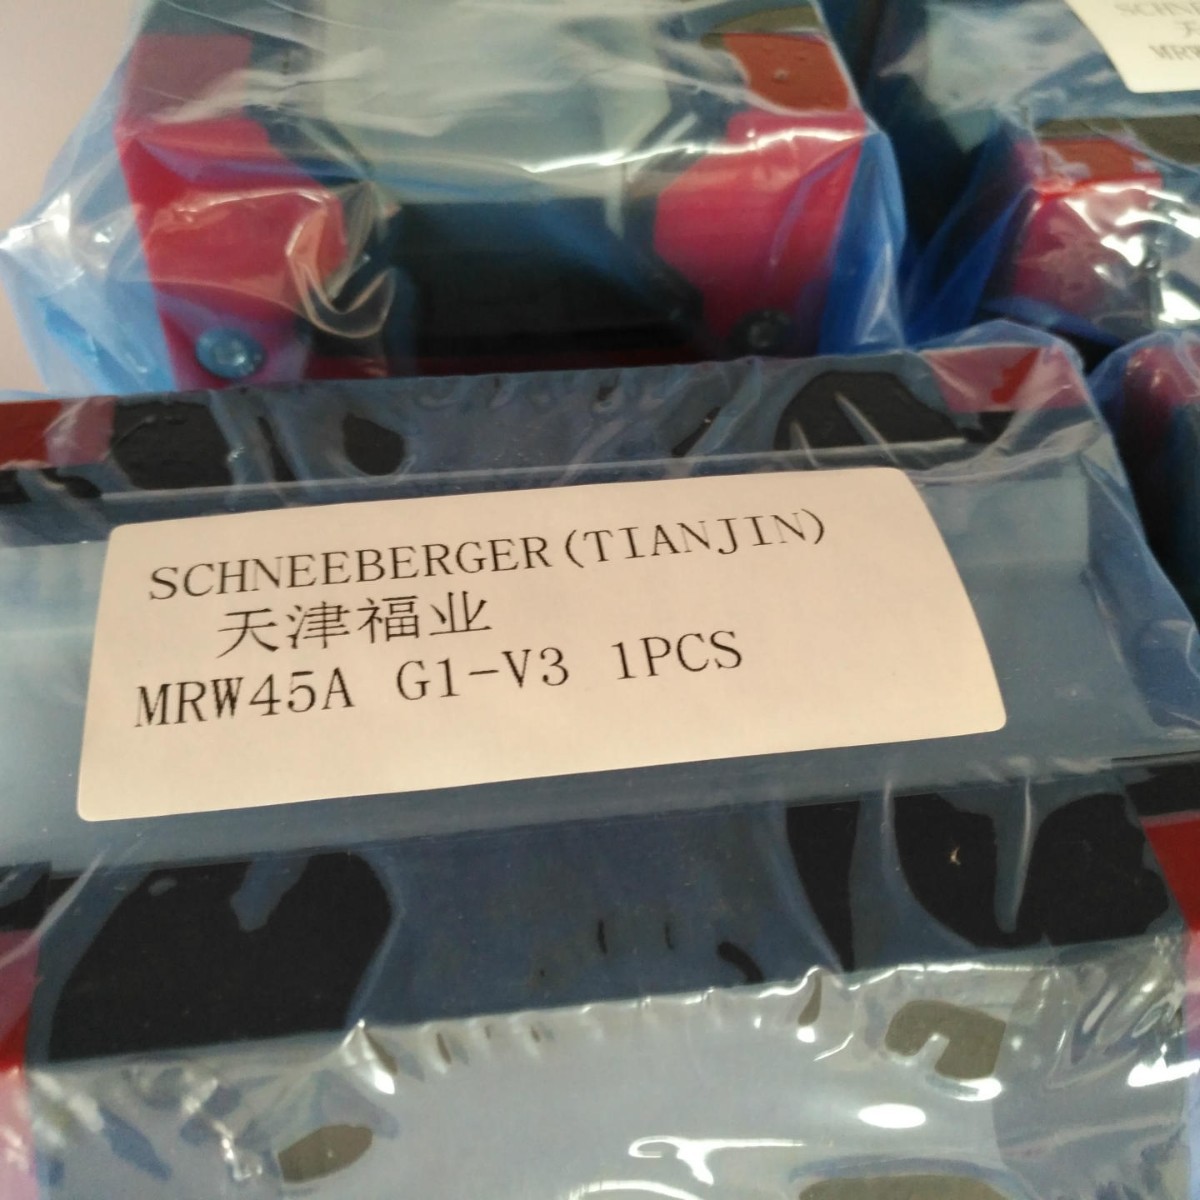 SCHNEEBERGER(TIANJIN)
天津福业
MRW45A G1-V3 1PCS